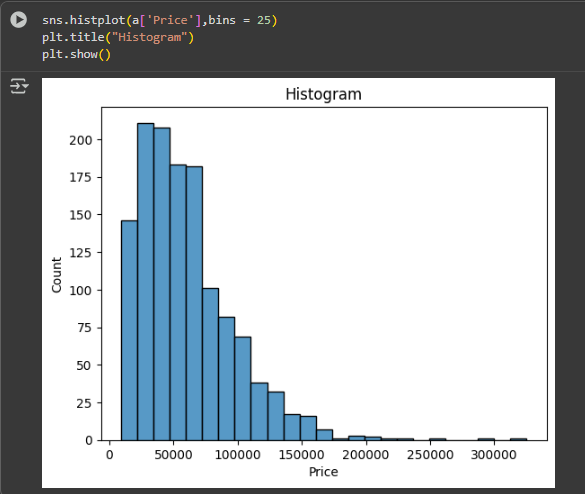 sns.histplot(a['Price'],bins = 25)
plt.title("Histogram")
plt.show()
Histogram
200
175
150
125
100
75
50
25
0
Count
0 50000 100000 150000 200000 250000 300000
Price